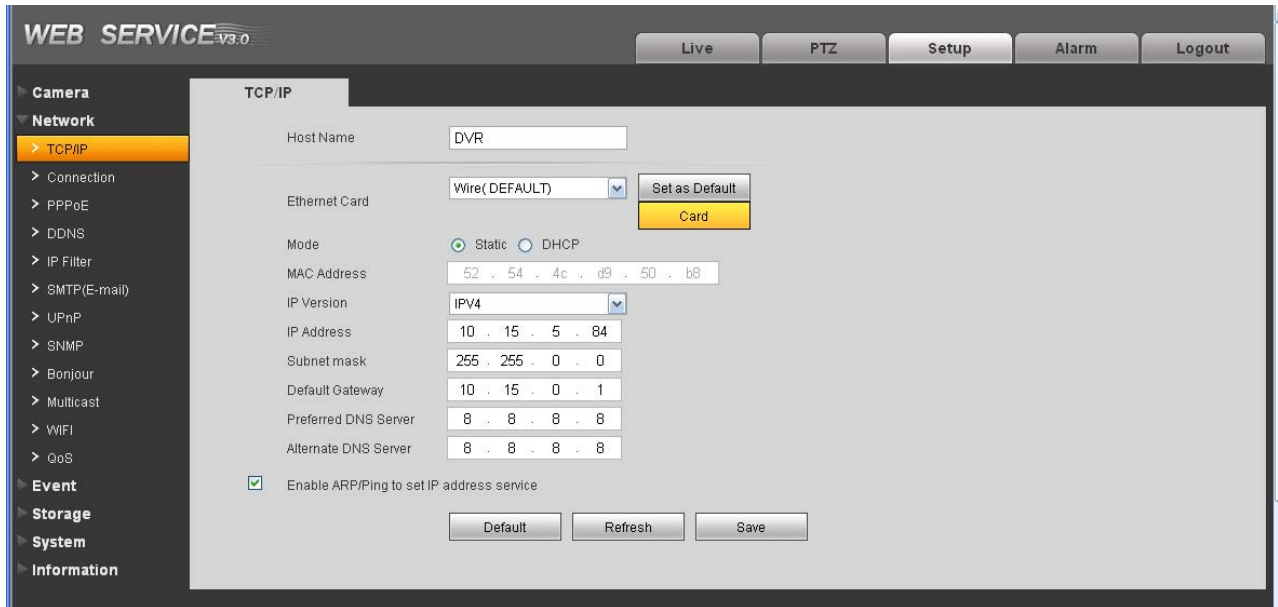 WEB SERVICE V3.0
Live PTZ Setup Alarm Logout
Camera
Network
> TCP/IP
> Connection
> PPPoE
> DDNS
> IP Filter
> SMTP(E-mail)
> UPnP
> SNMP
> Bonjour
> Multicast
> WIFI
> QoS
Event
Storage
System
Information
TCP/IP
Host Name DVR
Ethernet Card Wire( DEFAULT) Set as Default
Card
Mode Static DHCP
MAC Address 52 . 54 . 4c . d9 . 50 . b8
IP Version IPV4
IP Address 10 . 15 . 5 . 84
Subnet mask 255 . 255 . 0 . 0
Default Gateway 10 . 15 . 0 . 1
Preferred DNS Server 8 . 8 . 8 . 8
Alternate DNS Server 8 . 8 . 8 . 8
Enable ARP/Ping to set IP address service
Default Refresh Save